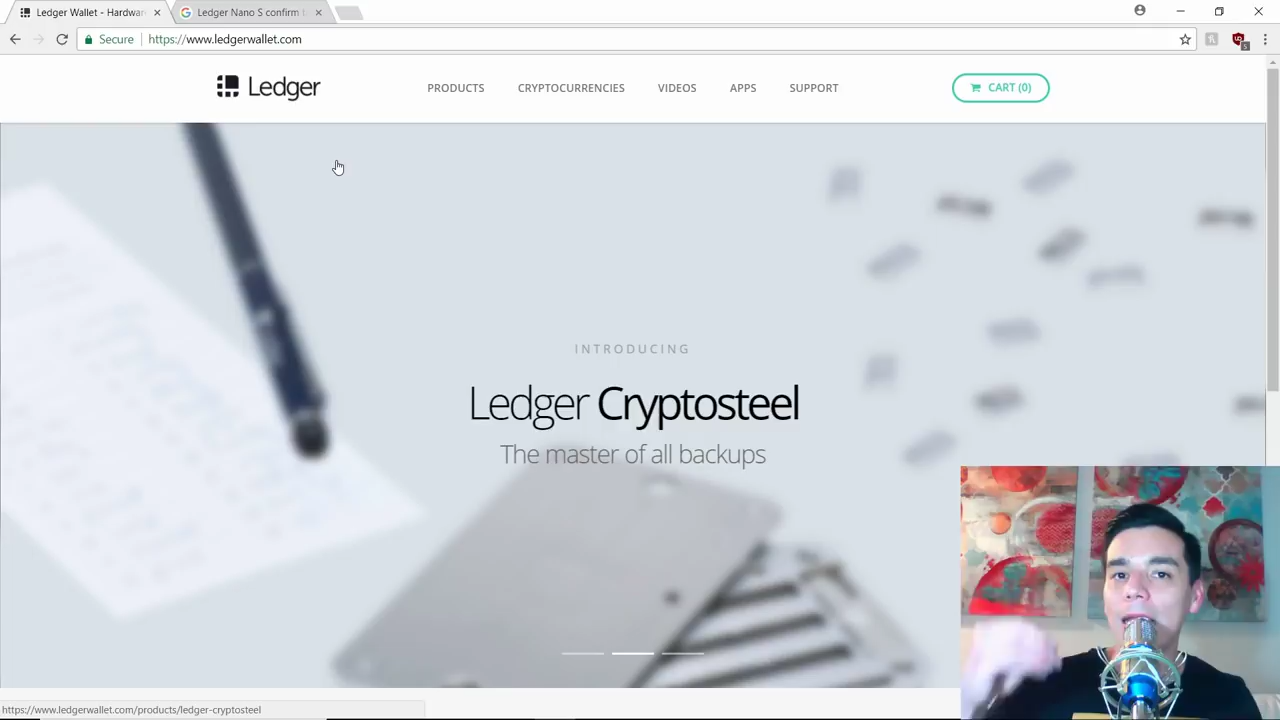 Ledger Wallet - Hardwar
Ledger Nano S confirm t
Secure
https://www.ledgerwallet.com
Ledger
PRODUCTS
CRYPTOCURRENCIES
VIDEOS
APPS
SUPPORT
CART (0)
INTRODUCING
Ledger Cryptosteel
The master of all backups
https://www.ledgerwallet.com/products/ledger-cryptosteel